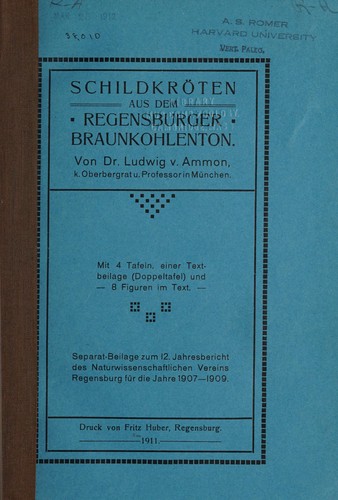 A. S. ROMER
HARVARD UNIVERSITY
VERT. PALEO.
SCHILDKRÖTEN
AUS DEM
REGENSBURGER
BRAUNKOHLENTON.
Von Dr. Ludwig v. Ammon,
k. Oberbergrat u. Professor in München.
Mit 4 Tafeln, einer Text-
beilage (Doppeltafel) und
— 8 Figuren im Text. —
Separat-Beilage zum 12. Jahresbericht
des Naturwissenschaftlichen Vereins
Regensburg für die Jahre 1907—1909.
Druck von Fritz Huber, Regensburg.
1911.